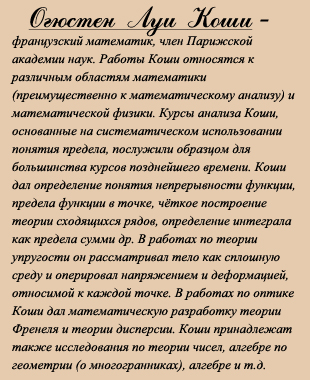 Огюстен Луи Коши –
французский математик, член Парижской
академии наук. Работы Коши относятся к
различным областям математики
(преимущественно к математическому анализу) и
математической физики. Курсы анализа Коши,
основанные на систематическом использовании
понятия предела, послужили образцом для
большинства курсов позднейшего времени. Коши
дал определение понятия непрерывности функции,
предела функции в точке, чёткое построение
теории сходящихся рядов, определение интеграла
как предела сумми др. В работах по теории
упругости он рассматривал тело как сплошную
среду и оперировал напряжением и деформацией,
относимой к каждой точке. В работах по оптике
Коши дал математическую разработку теории
Френеля и теории дисперсии. Коши принадлежат
также исследования по теории чисел, алгебре по
геометрии (о многогранниках), алгебре и т.д.